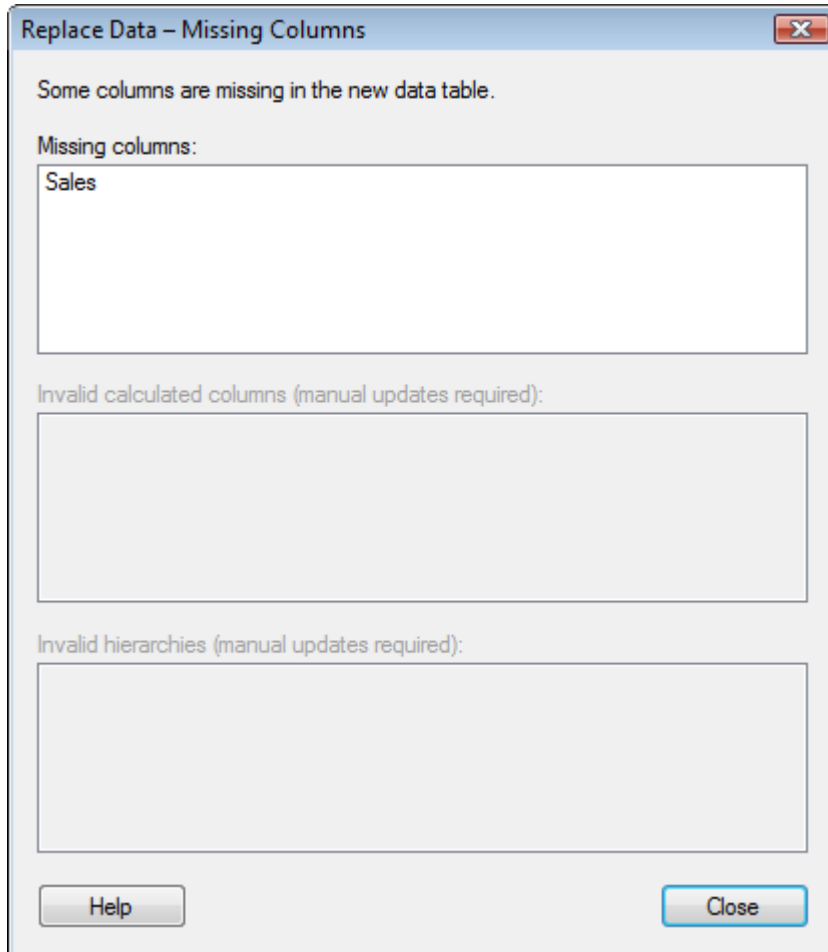 Replace Data – Missing Columns
Some columns are missing in the new data table.
Missing columns:
Sales
Invalid calculated columns (manual updates required):
Invalid hierarchies (manual updates required):
Help
Close